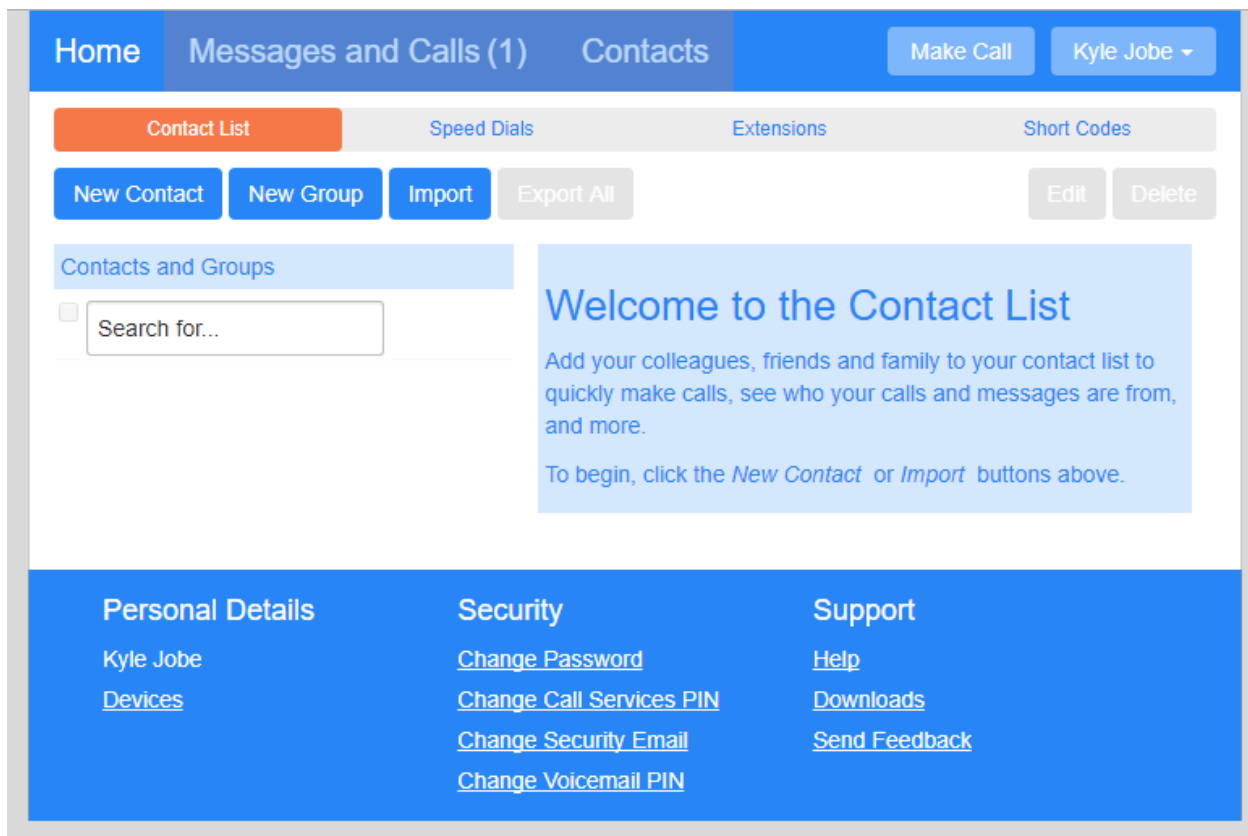 Home Messages and Calls (1) Contacts Make Call Kyle Jobe
Contact List Speed Dials Extensions Short Codes
New Contact New Group Import Export All Edit Delete
Contacts and Groups
Search for...
Welcome to the Contact List
Add your colleagues, friends and family to your contact list to
quickly make calls, see who your calls and messages are from,
and more.
To begin, click the New Contact or Import buttons above.
Personal Details
Kyle Jobe
Devices
Security
Change Password
Change Call Services PIN
Change Security Email
Change Voicemail PIN
Support
Help
Downloads
Send Feedback